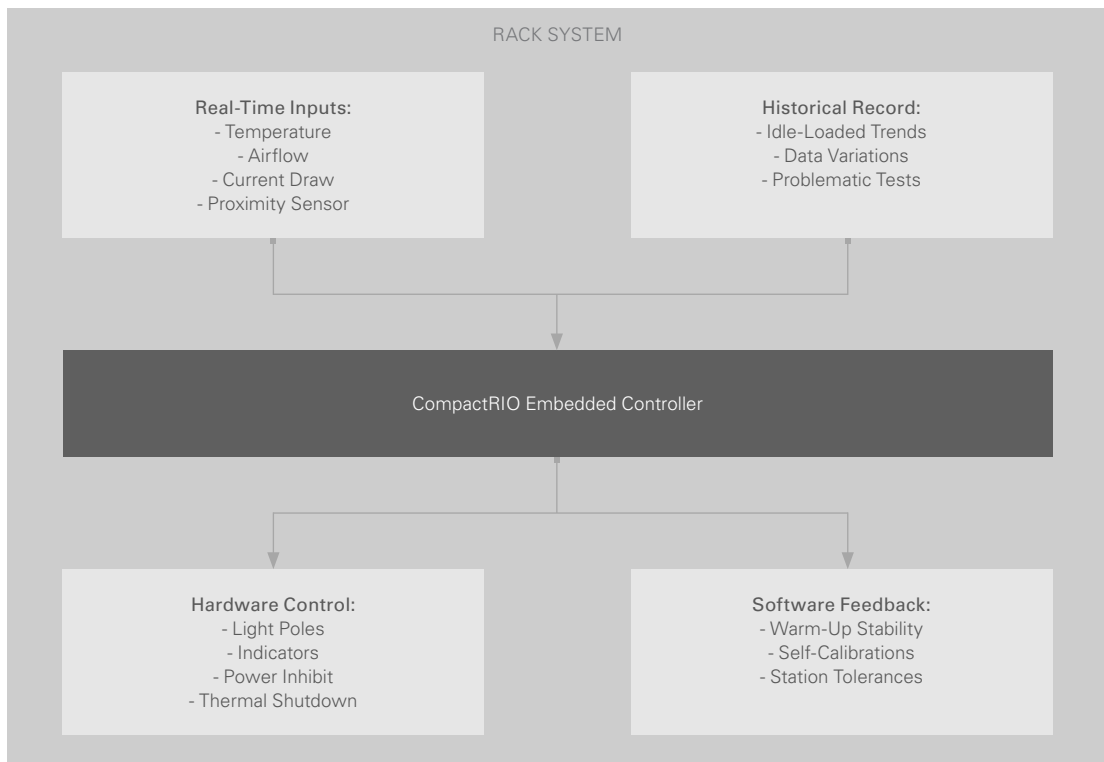 RACK SYSTEM
Real-Time Inputs:
- Temperature
- Airflow
- Current Draw
- Proximity Sensor
Historical Record:
- Idle-Loaded Trends
- Data Variations
- Problematic Tests
CompactRIO Embedded Controller
Hardware Control:
- Light Poles
- Indicators
- Power Inhibit
- Thermal Shutdown
Software Feedback:
- Warm-Up Stability
- Self-Calibrations
- Station Tolerances